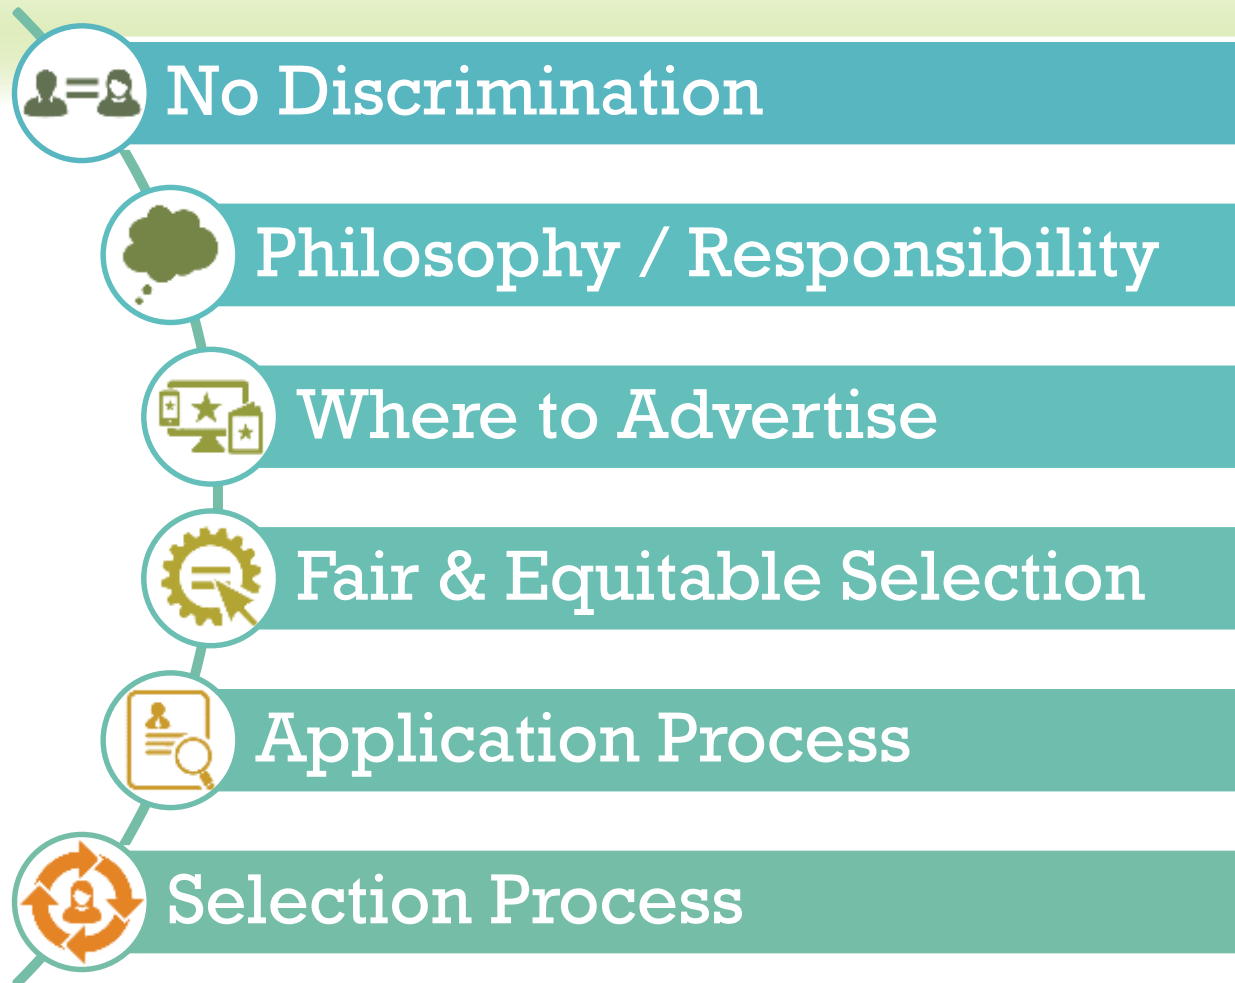 No Discrimination
Philosophy / Responsibility
Where to Advertise
Fair & Equitable Selection
Application Process
Selection Process